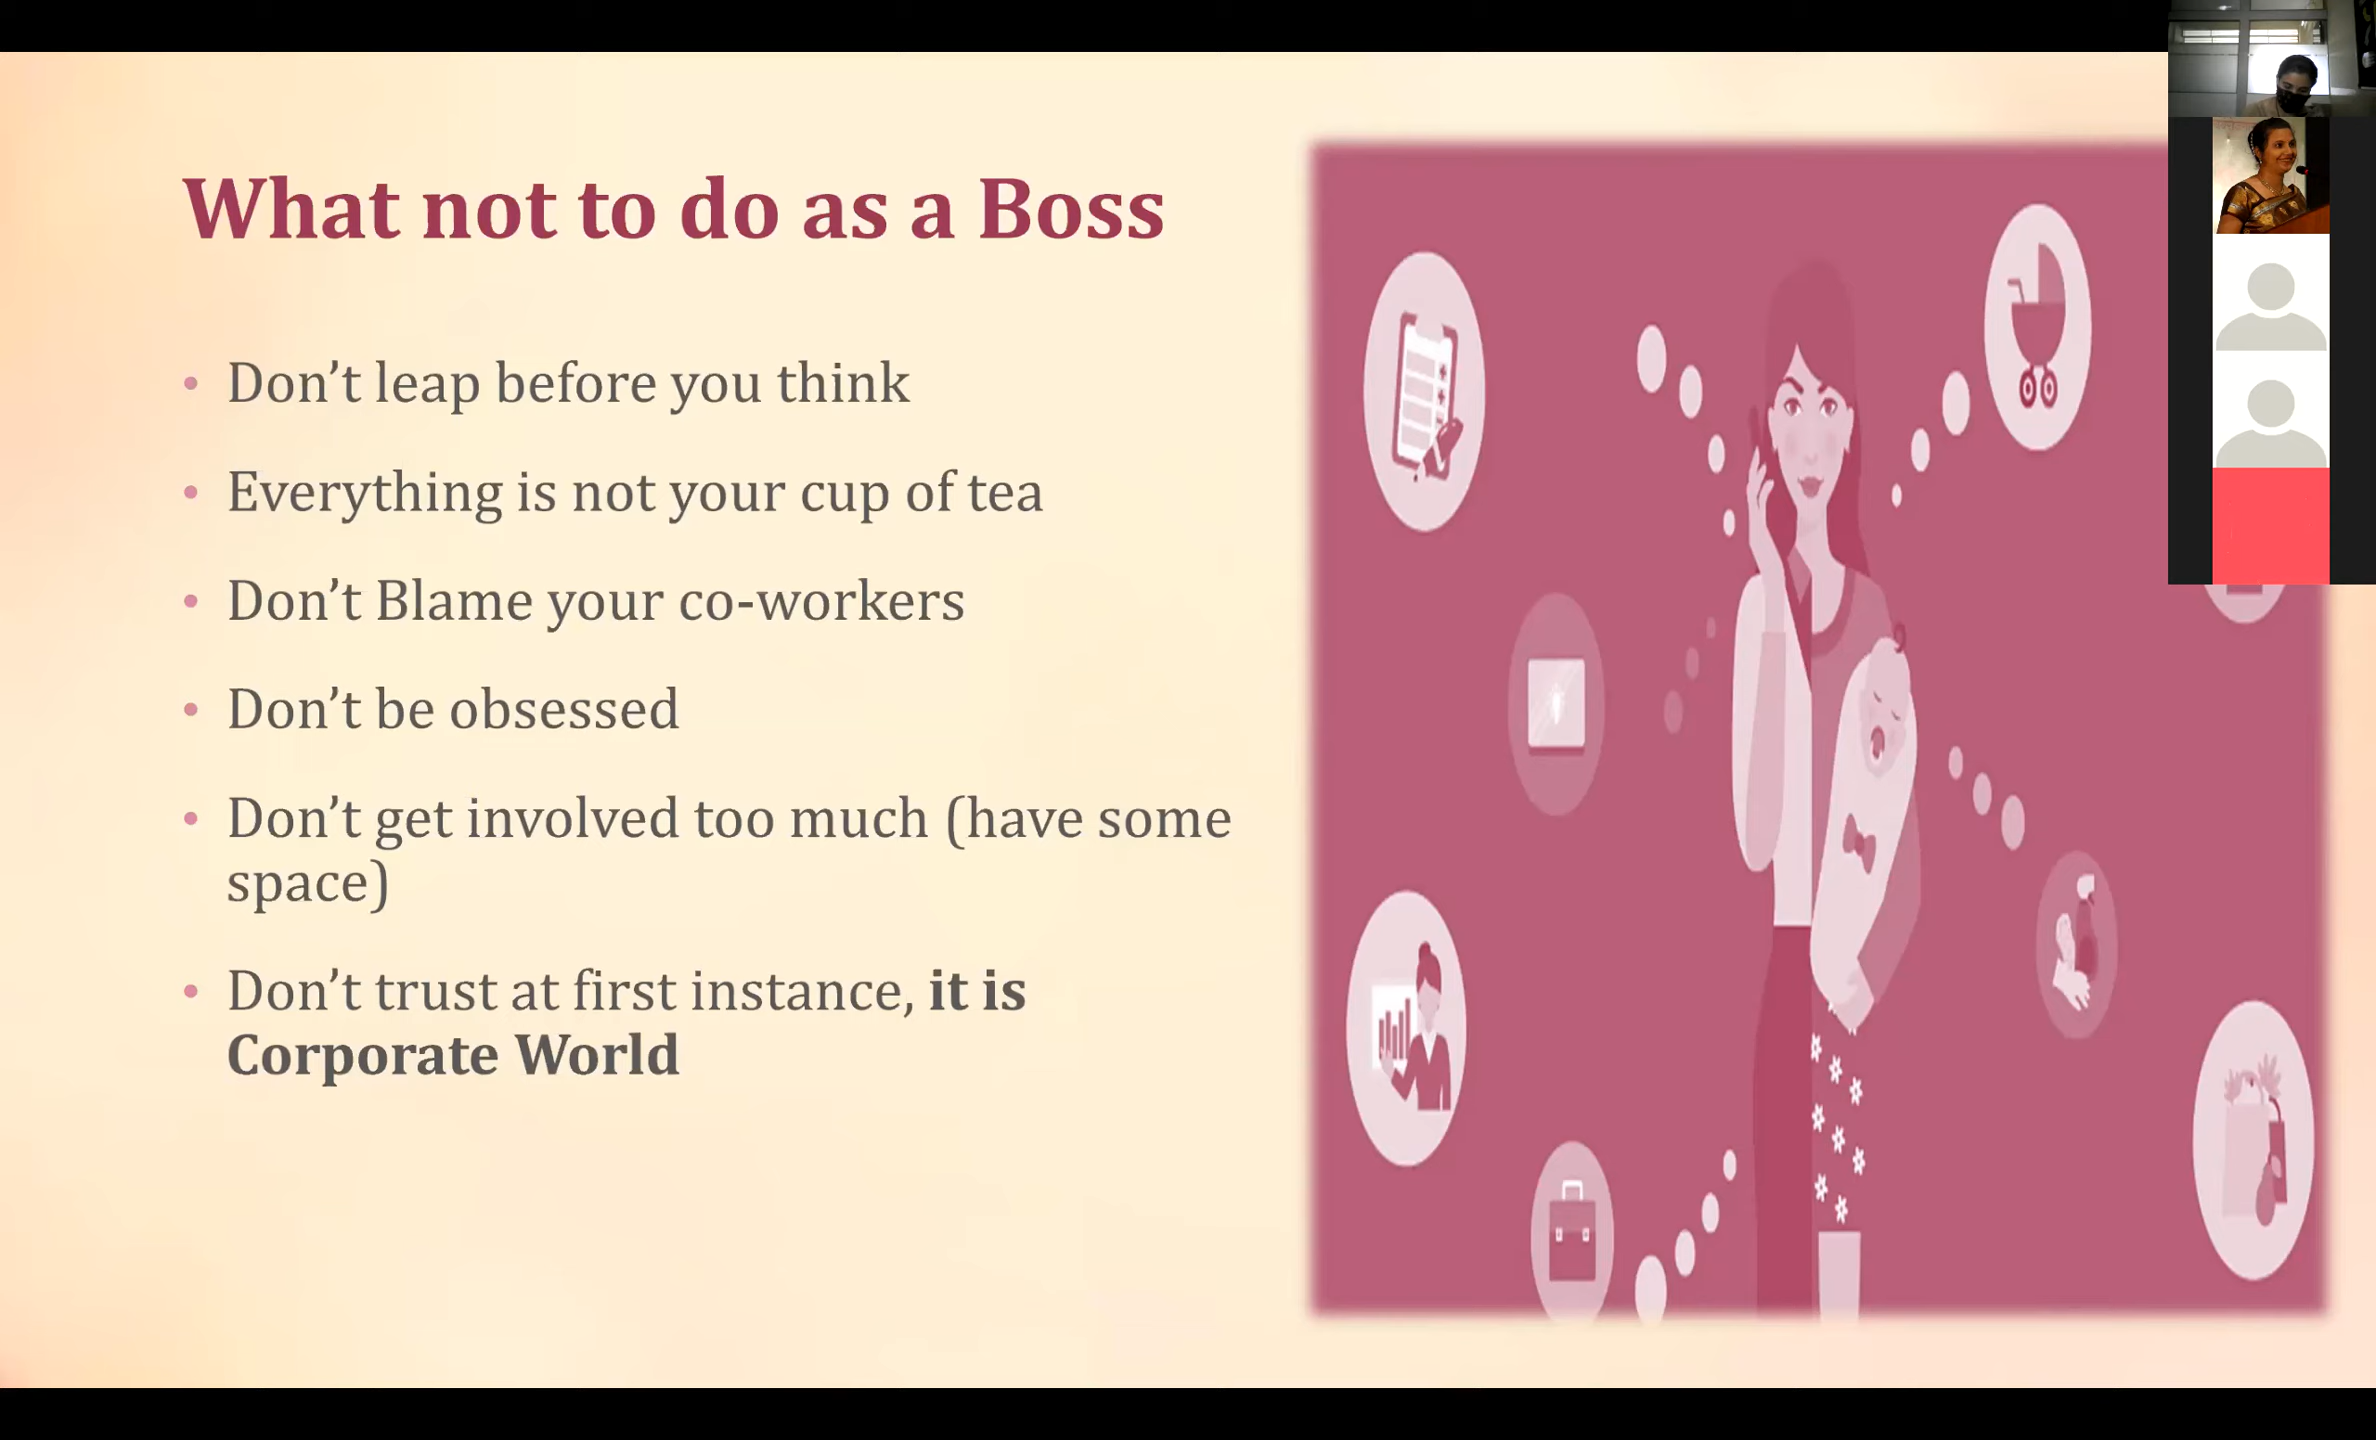 What not to do as a Boss
• Don’t leap before you think
• Everything is not your cup of tea
• Don’t Blame your co-workers
• Don’t be obsessed
• Don’t get involved too much (have some
space)
• Don’t trust at first instance, it is
Corporate World